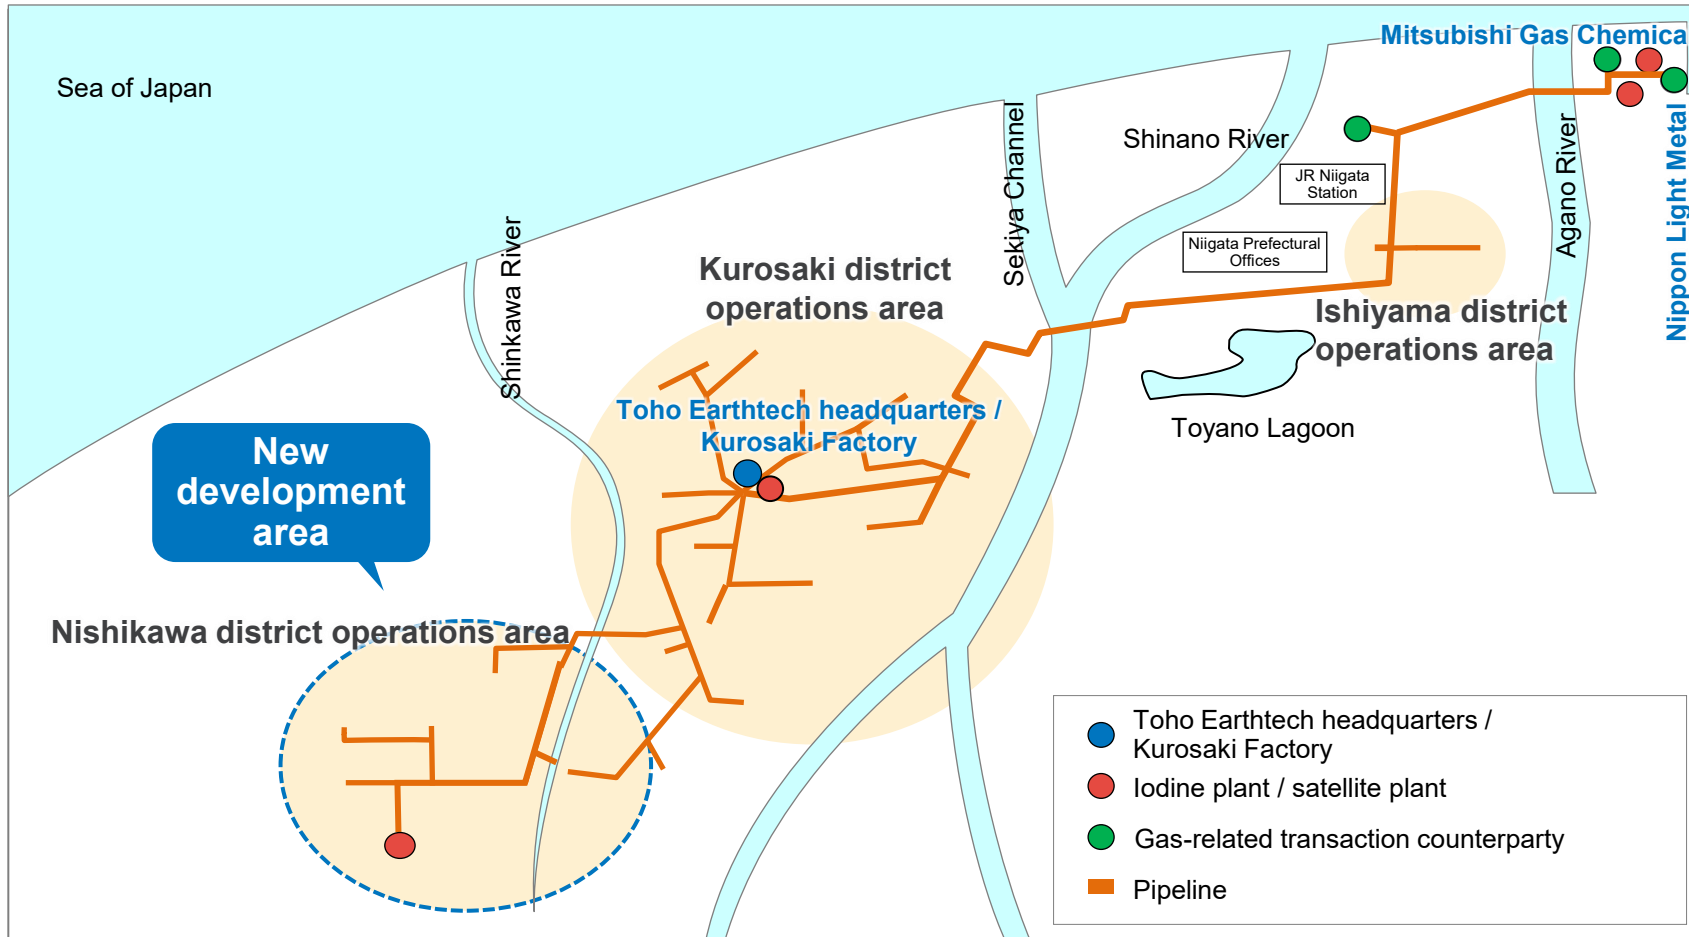 Mitsubishi Gas Chemica
Sea of Japan
Shinano River
Sekiya Channel
Agano River
Nippon Light Metal
JR Niigata
Station
Niigata Prefectural
Offices
Shinkawa River
Kurosaki district
operations area
Ishiyama district
operations area
Toho Earthtech headquarters /
Kurosaki Factory
Toyano Lagoon
New
development
area
Nishikawa district operations area
Toho Earthtech headquarters /
Kurosaki Factory
Iodine plant / satellite plant
Gas-related transaction counterparty
Pipeline